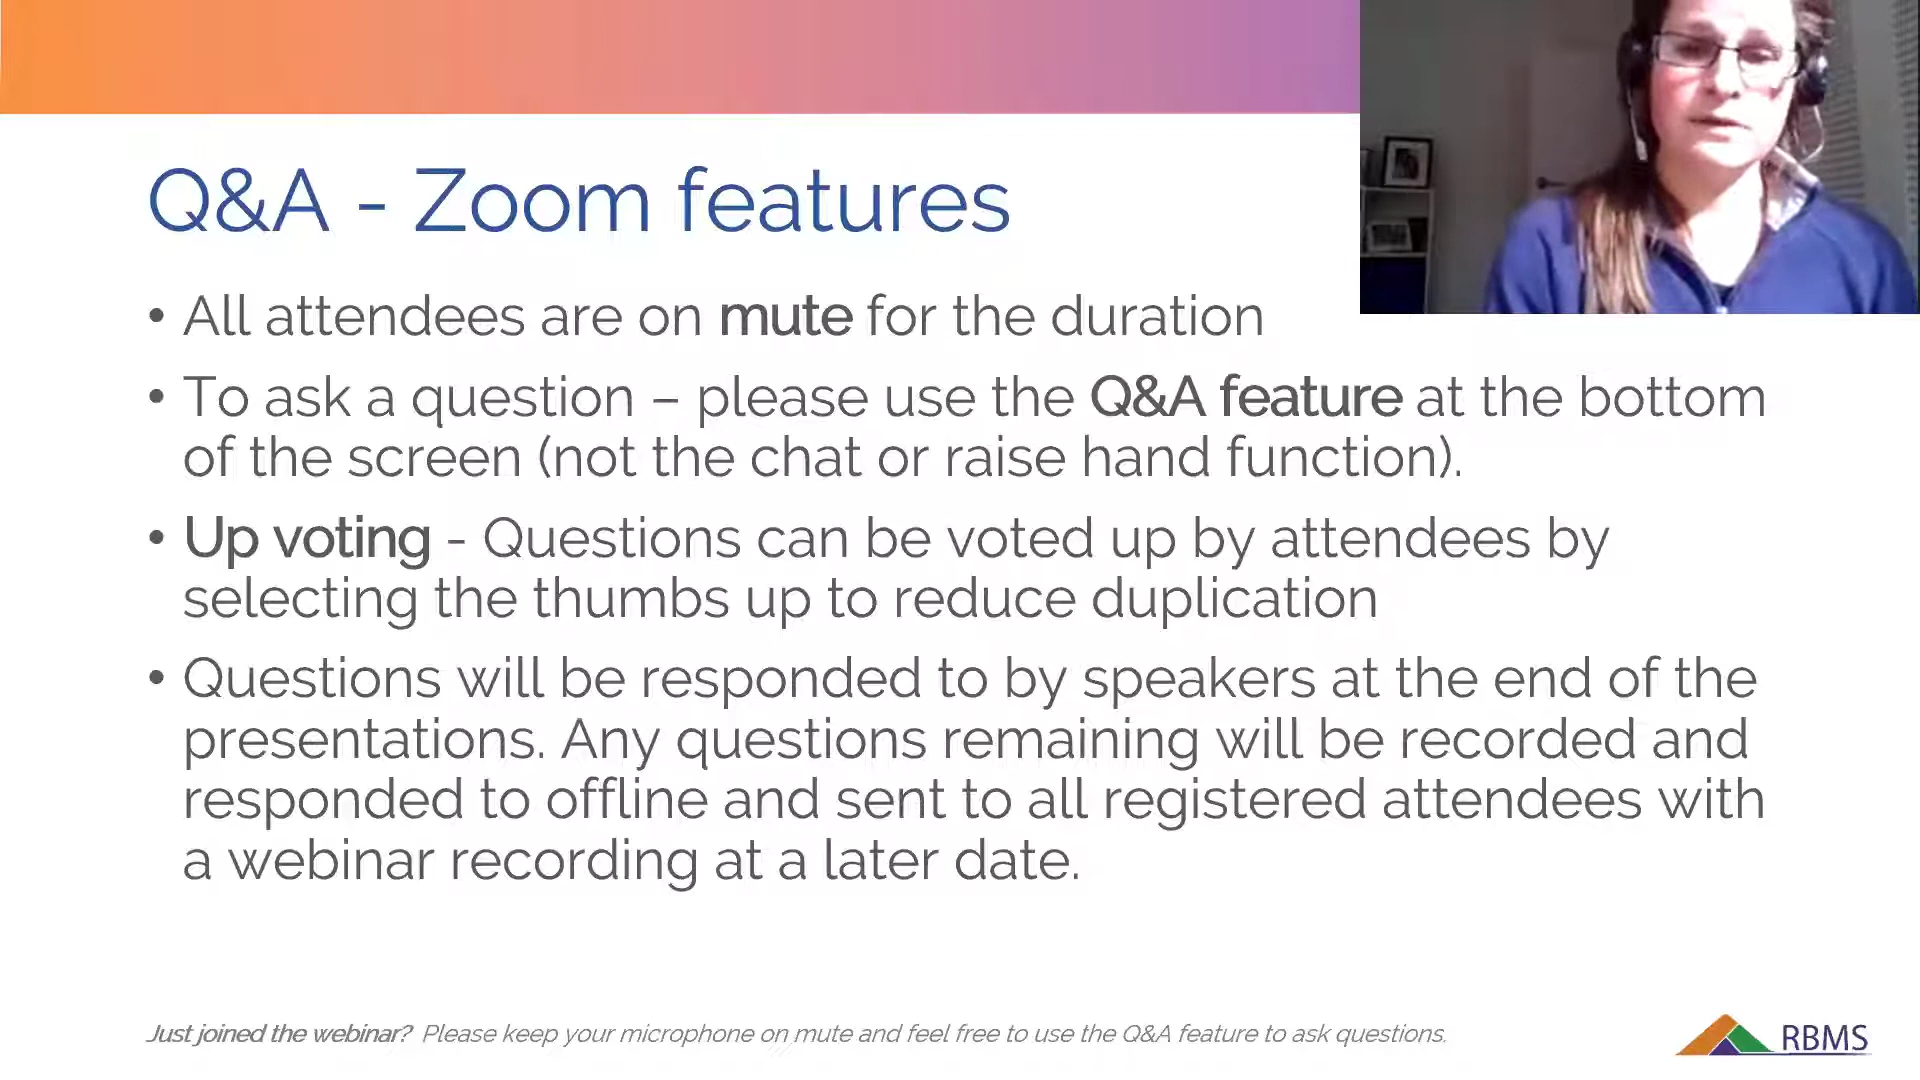 Q&A - Zoom features
• All attendees are on mute for the duration
• To ask a question – please use the Q&A feature at the bottom
of the screen (not the chat or raise hand function).
• Up voting - Questions can be voted up by attendees by
selecting the thumbs up to reduce duplication
• Questions will be responded to by speakers at the end of the
presentations. Any questions remaining will be recorded and
responded to offline and sent to all registered attendees with
a webinar recording at a later date.
Just joined the webinar? Please keep your microphone on mute and feel free to use the Q&A feature to ask questions.
RBMS